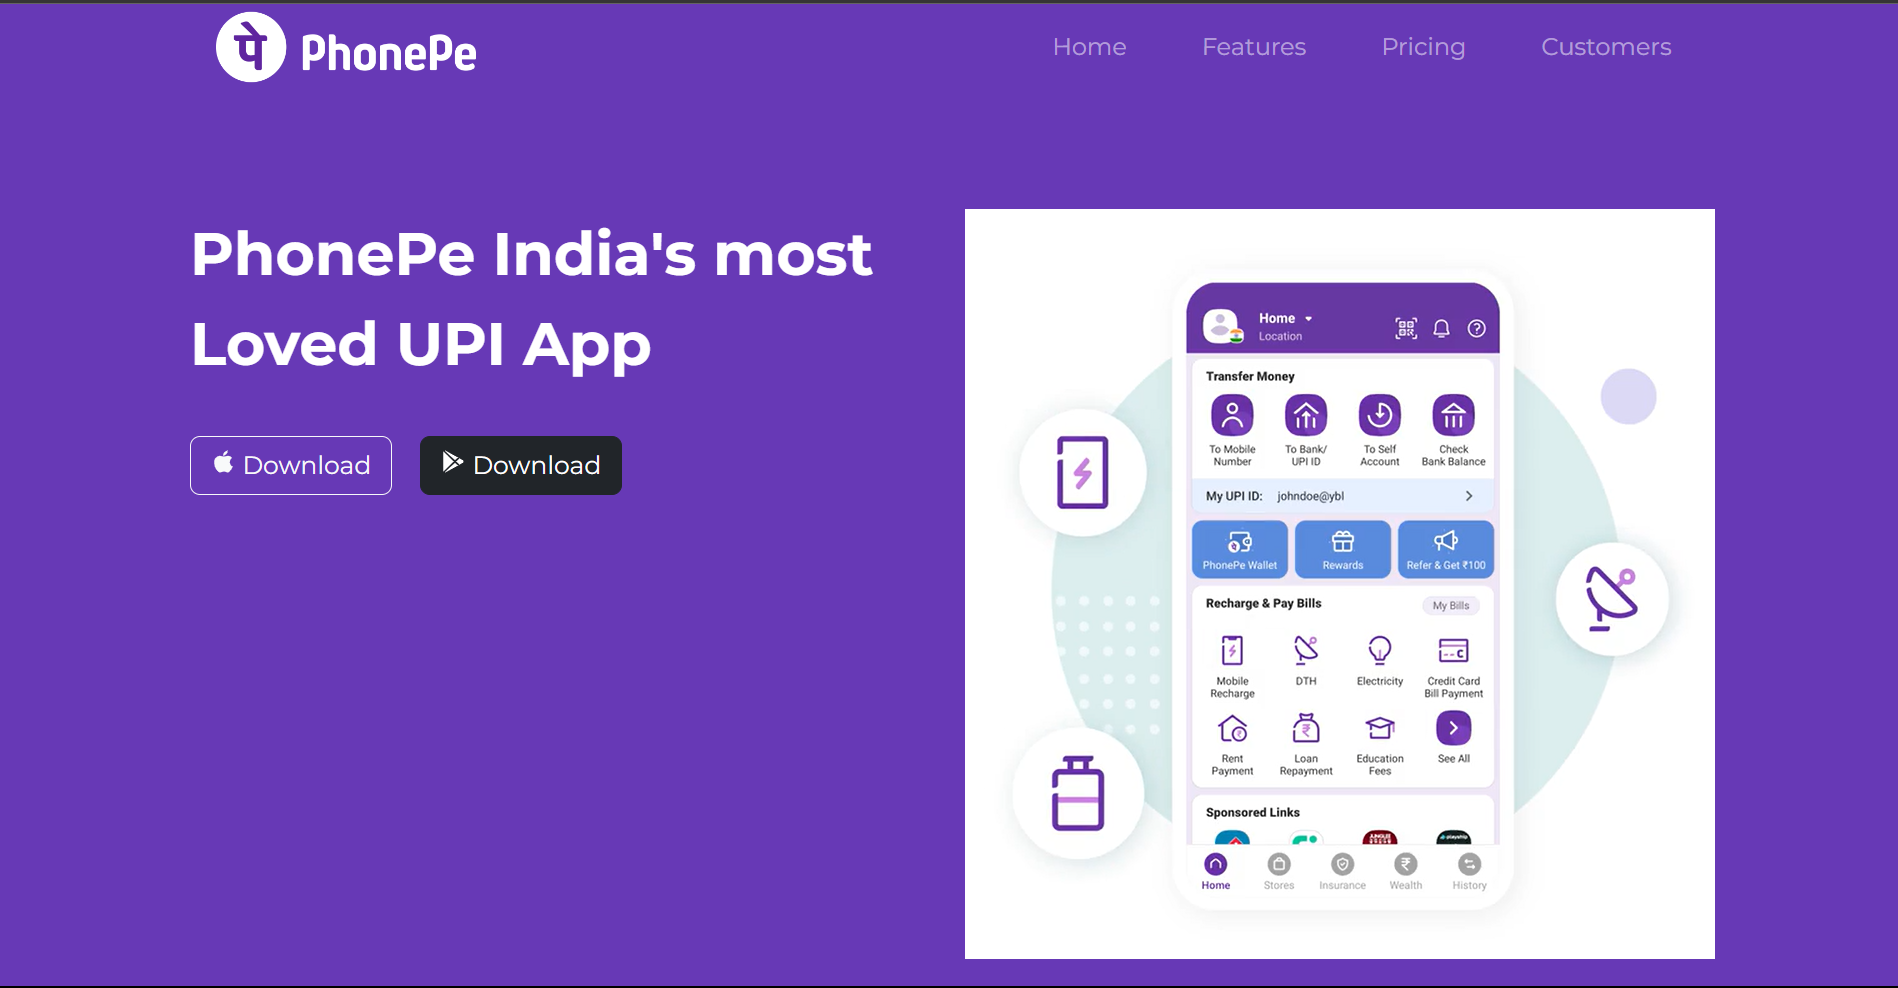 पे PhonePe
Home Features Pricing Customers
PhonePe India's most
Loved UPI App
Download Download
Home
Location
Transfer Money
To Mobile
Number
To Bank/
UPI ID
To Self
Account
Check
Bank Balance
My UPI ID: johndoe@ybl
PhonePe Wallet
Rewards
Refer & Get ₹100
Recharge & Pay Bills
My Bills
Mobile
Recharge
DTH
Electricity
Credit Card
Bill Payment
Rent
Payment
Loan
Repayment
Education
Fees
See All
Sponsored Links
JUNGLEE
playship
Home Stores Insurance Wealth History